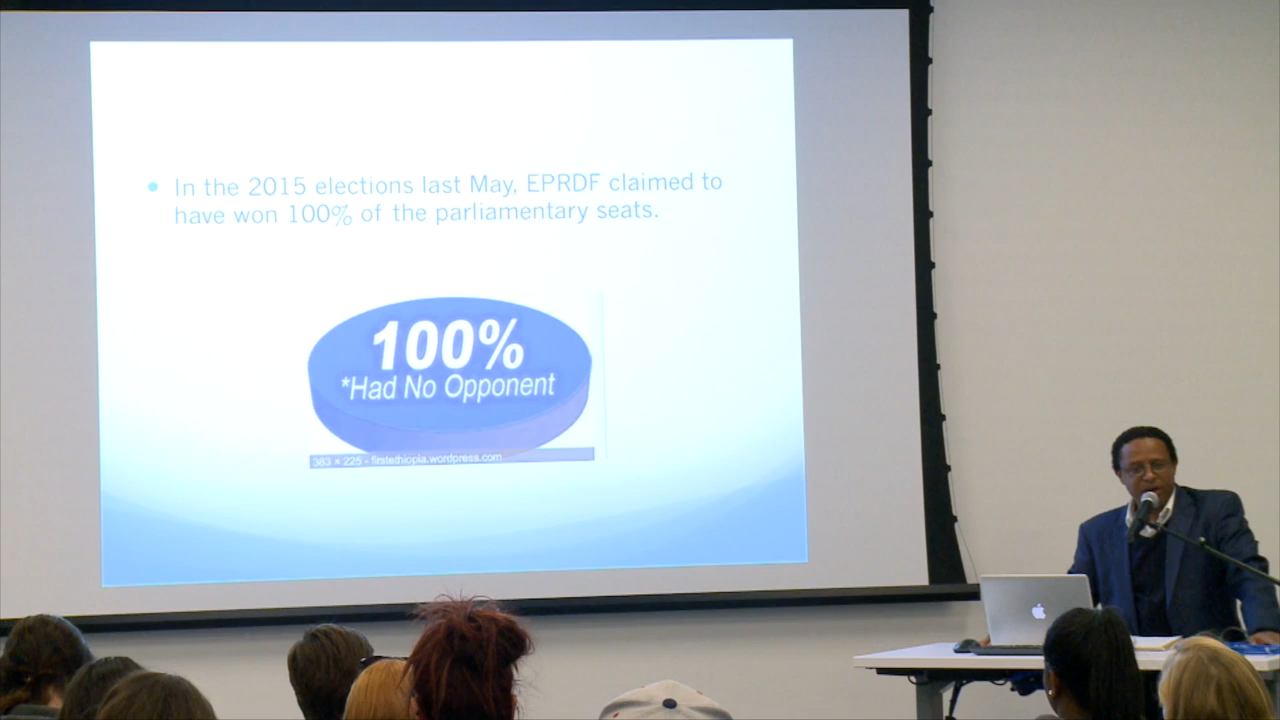 • In the 2015 elections last May, EPRDF claimed to
have won 100% of the parliamentary seats.
100%
*Had No Opponent
383 × 225 - firstethiopia.wordpress.com